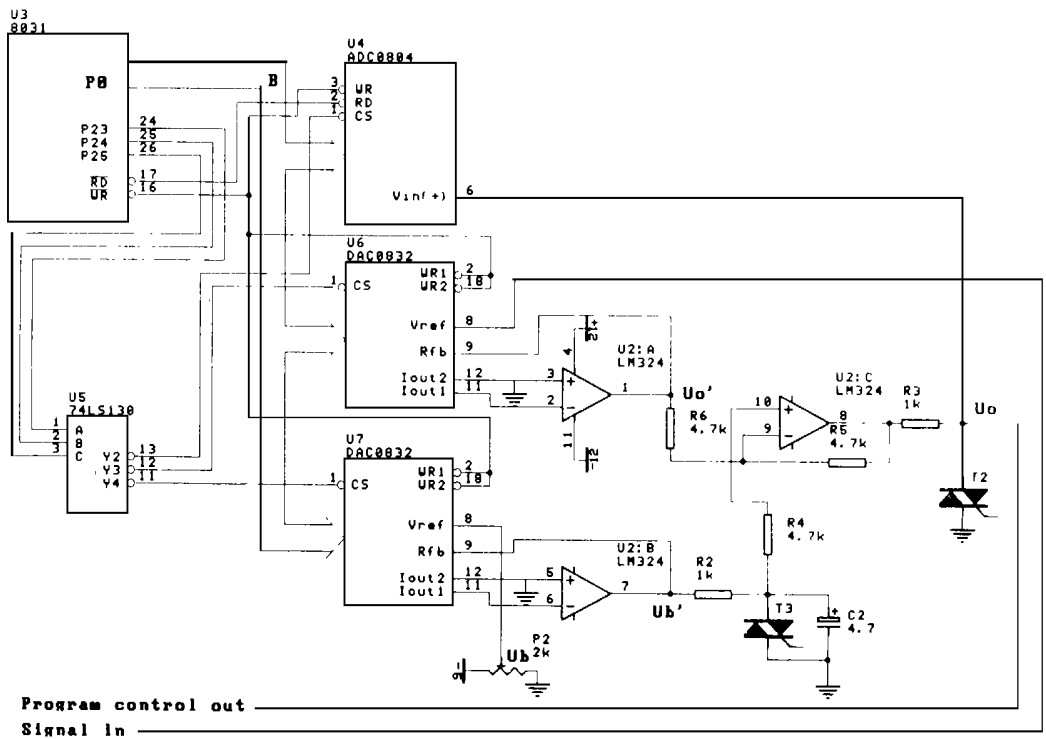 U3
8031
P0
B
P23 24
P24 25
P25 26
RD 17
WR 16
U4
ADC0804
3 WR
2 RD
1 CS
Vin(+) 6
U6
DAC0832
1 CS
WR1 2
WR2 18
Vref 8
Rfb 9
Iout2 12
Iout1 11
U5
74LS130
1 A
2 B
3 C
Y2 13
Y3 12
Y4 11
U7
DAC0832
1 CS
WR1 2
WR2 18
Vref 8
Rfb 9
Iout2 12
Iout1 11
+12
4
U2:A
LM324
3
2
1
11
-12
Uo'
R6
4.7k
U2:C
LM324
10
9
8
R5
4.7k
R3
1k
Uo
T2
R4
4.7k
U2:B
LM324
5
6
7
Ub'
R2
1k
T3
+
C2
4.7
P2
2k
Ub
Program control out
Signal in